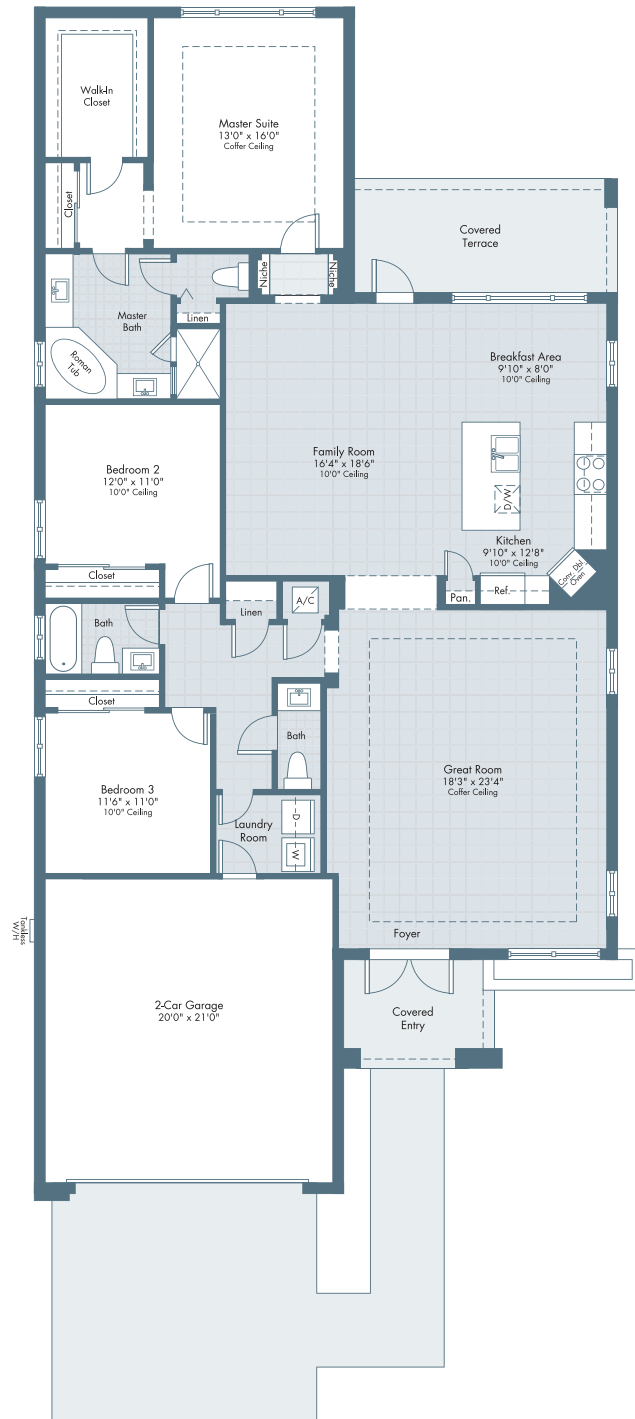 Walk-In
Closet
Master Suite
13'0" x 16'0"
Coffer Ceiling
Closet
Covered
Terrace
Niche
Niche
Linen
Master
Bath
Roman
Tub
Breakfast Area
9'10" x 8'0"
10'0" Ceiling
Family Room
16'4" x 18'6"
10'0" Ceiling
Bedroom 2
12'0" x 11'0"
10'0" Ceiling
D/W
Kitchen
9'10" x 12'8"
10'0" Ceiling
Conv. Dbl.
Oven
Closet
Pan.
Ref.
Linen
A/C
Bath
Closet
Bath
Great Room
18'3" x 23'4"
Coffer Ceiling
Bedroom 3
11'6" x 11'0"
10'0" Ceiling
Laundry
Room
D
W
Tankless
W/H
Foyer
2-Car Garage
20'0" x 21'0"
Covered
Entry